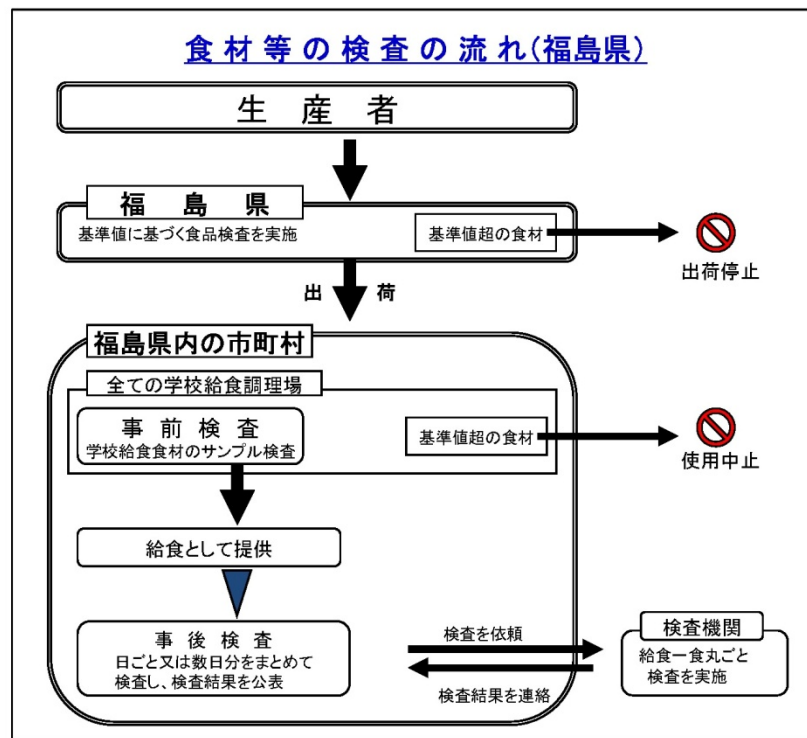 食材等の検査の流れ(福島県)
生産者
福島県
基準値に基づく食品検査を実施
基準値超の食材
出荷停止
出荷
福島県内の市町村
全ての学校給食調理場
事前検査
学校給食食材のサンプル検査
基準値超の食材
使用中止
給食として提供
事後検査
日ごと又は数日分をまとめて
検査し、検査結果を公表
検査を依頼
検査結果を連絡
検査機関
給食一食丸ごと
検査を実施